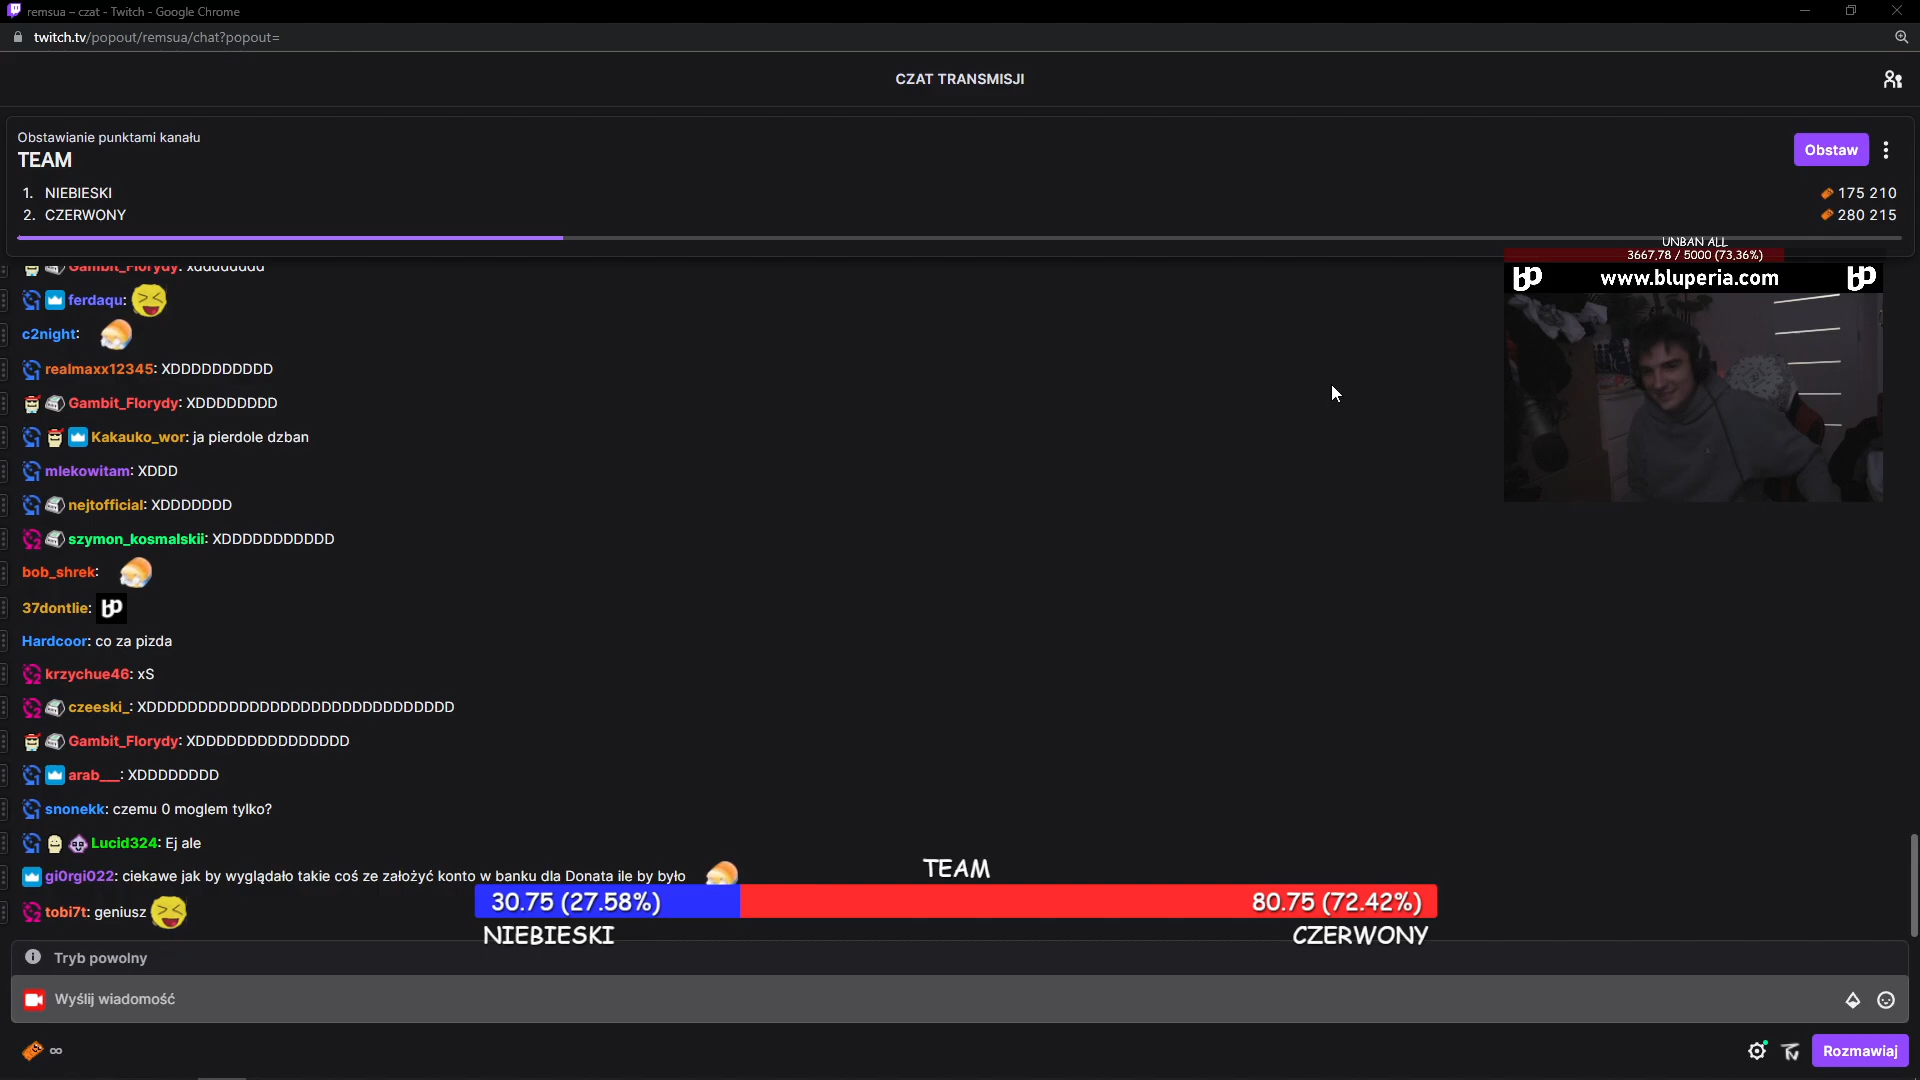 remsua – czat - Twitch - Google Chrome
twitch.tv/popout/remsua/chat?popout=
CZAT TRANSMISJI
Obstawianie punktami kanału
TEAM
Obstaw
1. NIEBIESKI
175 210
2. CZERWONY
280 215
UNBAN ALL
3667,78 / 5000 (73,36%)
bp www.bluperia.com bp
Gambit_Florydy: xdddddddd
ferdaqu:
c2night:
realmaxx12345: XDDDDDDDDDD
Gambit_Florydy: XDDDDDDDD
Kakauko_wor: ja pierdole dzban
mlekowitam: XDDD
nejtofficial: XDDDDDDD
szymon_kosmalskii: XDDDDDDDDDDD
bob_shrek:
37dontlie: bp
Hardcoor: co za pizda
krzychue46: xS
czeeski_: XDDDDDDDDDDDDDDDDDDDDDDDDDDDDDD
Gambit_Florydy: XDDDDDDDDDDDDDDD
arab___: XDDDDDDDD
snonekk: czemu 0 moglem tylko?
Lucid324: Ej ale
gi0rgi022: ciekawe jak by wyglądało takie coś ze założyć konto w banku dla Donata ile by było
tobi7t: geniusz
TEAM
30.75 (27.58%)
80.75 (72.42%)
NIEBIESKI
CZERWONY
Tryb powolny
Wyślij wiadomość
∞
Rozmawiaj